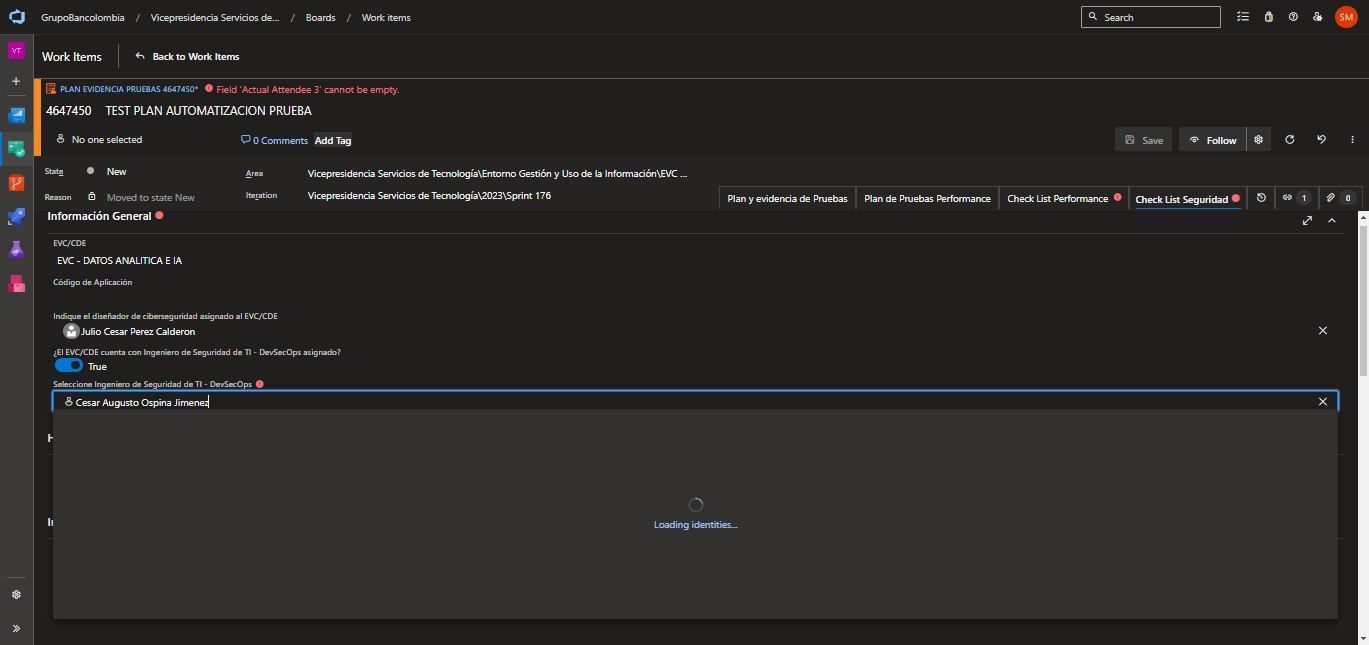 GrupoBancolombia / Vicepresidencia Servicios de... / Boards / Work items
Search
SM
VT
Work Items
Back to Work Items
PLAN EVIDENCIA PRUEBAS 4647450*
Field 'Actual Attendee 3' cannot be empty.
4647450 TEST PLAN AUTOMATIZACION PRUEBA
No one selected
0 Comments
Add Tag
Save
Follow
State
New
Area
Vicepresidencia Servicios de Tecnología\Entorno Gestión y Uso de la Información\EVC ...
Reason
Moved to state New
Iteration
Vicepresidencia Servicios de Tecnología\2023\Sprint 176
Plan y evidencia de Pruebas
Plan de Pruebas Performance
Check List Performance
Check List Seguridad
1
0
Información General
EVC/CDE
EVC - DATOS ANALITICA E IA
Código de Aplicación
Indique el diseñador de ciberseguridad asignado al EVC/CDE
Julio Cesar Perez Calderon
¿El EVC/CDE cuenta con Ingeniero de Seguridad de TI - DevSecOps asignado?
True
Seleccione Ingeniero de Seguridad de TI - DevSecOps
Cesar Augusto Ospina Jimenez
Loading identities...